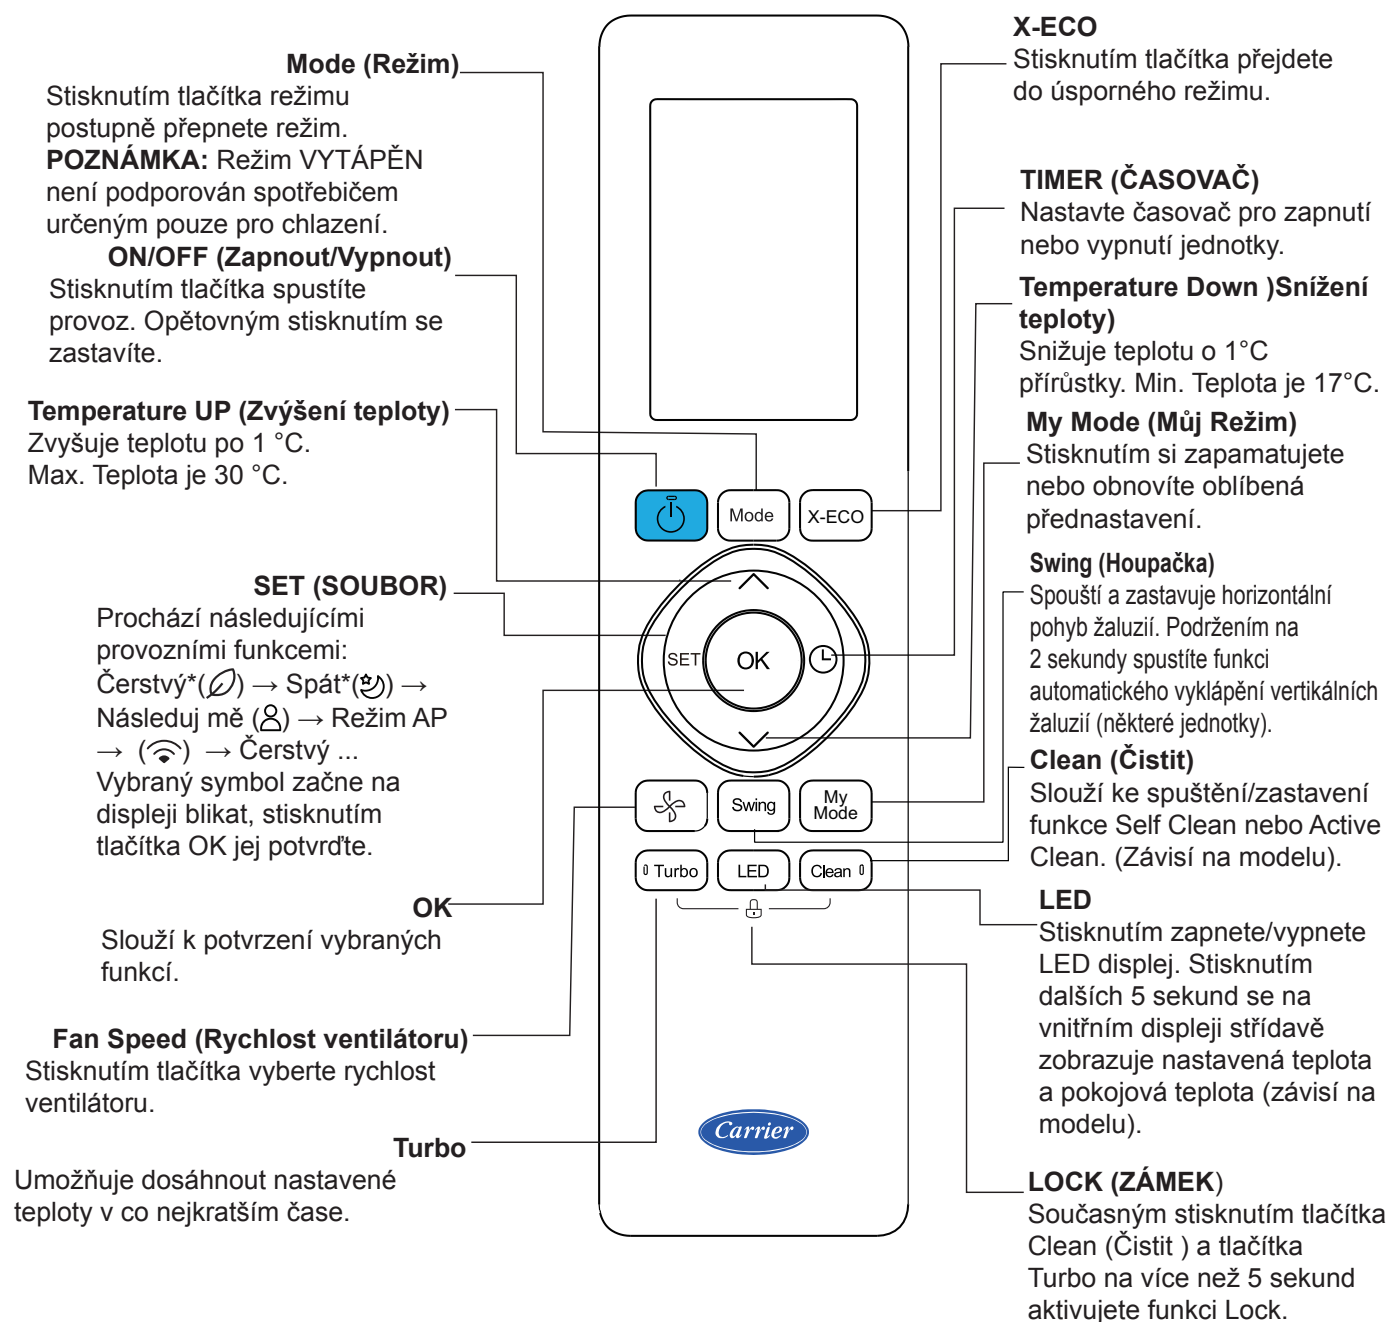 Mode (Režim)
Stisknutím tlačítka režimu
postupně přepnete režim.
POZNÁMKA: Režim VYTÁPĚN
není podporován spotřebičem
určeným pouze pro chlazení.
ON/OFF (Zapnout/Vypnout)
Stisknutím tlačítka spustíte
provoz. Opětovným stisknutím se
zastavíte.
Temperature UP (Zvýšení teploty)
Zvyšuje teplotu po 1 °C.
Max. Teplota je 30 °C.
SET (SOUBOR)
Prochází následujícími
provozními funkcemi:
Čerstvý*( ) → Spát*( ) →
Následuj mě ( ) → Režim AP
→ ( ) → Čerstvý ...
Vybraný symbol začne na
displeji blikat, stisknutím
tlačítka OK jej potvrďte.
OK
Slouží k potvrzení vybraných
funkcí.
Fan Speed (Rychlost ventilátoru)
Stisknutím tlačítka vyberte rychlost
ventilátoru.
Turbo
Umožňuje dosáhnout nastavené
teploty v co nejkratším čase.
Mode
X-ECO
SET
OK
Swing
My
Mode
Turbo
LED
Clean
Carrier
X-ECO
Stisknutím tlačítka přejdete
do úsporného režimu.
TIMER (ČASOVAČ)
Nastavte časovač pro zapnutí
nebo vypnutí jednotky.
Temperature Down )Snížení
teploty)
Snižuje teplotu o 1°C
přírůstky. Min. Teplota je 17°C.
My Mode (Můj Režim)
Stisknutím si zapamatujete
nebo obnovíte oblíbená
přednastavení.
Swing (Houpačka)
Spouští a zastavuje horizontální
pohyb žaluzií. Podržením na
2 sekundy spustíte funkci
automatického vyklápění vertikálních
žaluzií (některé jednotky).
Clean (Čistit)
Slouží ke spuštění/zastavení
funkce Self Clean nebo Active
Clean. (Závisí na modelu).
LED
Stisknutím zapnete/vypnete
LED displej. Stisknutím
dalších 5 sekund se na
vnitřním displeji střídavě
zobrazuje nastavená teplota
a pokojová teplota (závisí na
modelu).
LOCK (ZÁMEK)
Současným stisknutím tlačítka
Clean (Čistit ) a tlačítka
Turbo na více než 5 sekund
aktivujete funkci Lock.